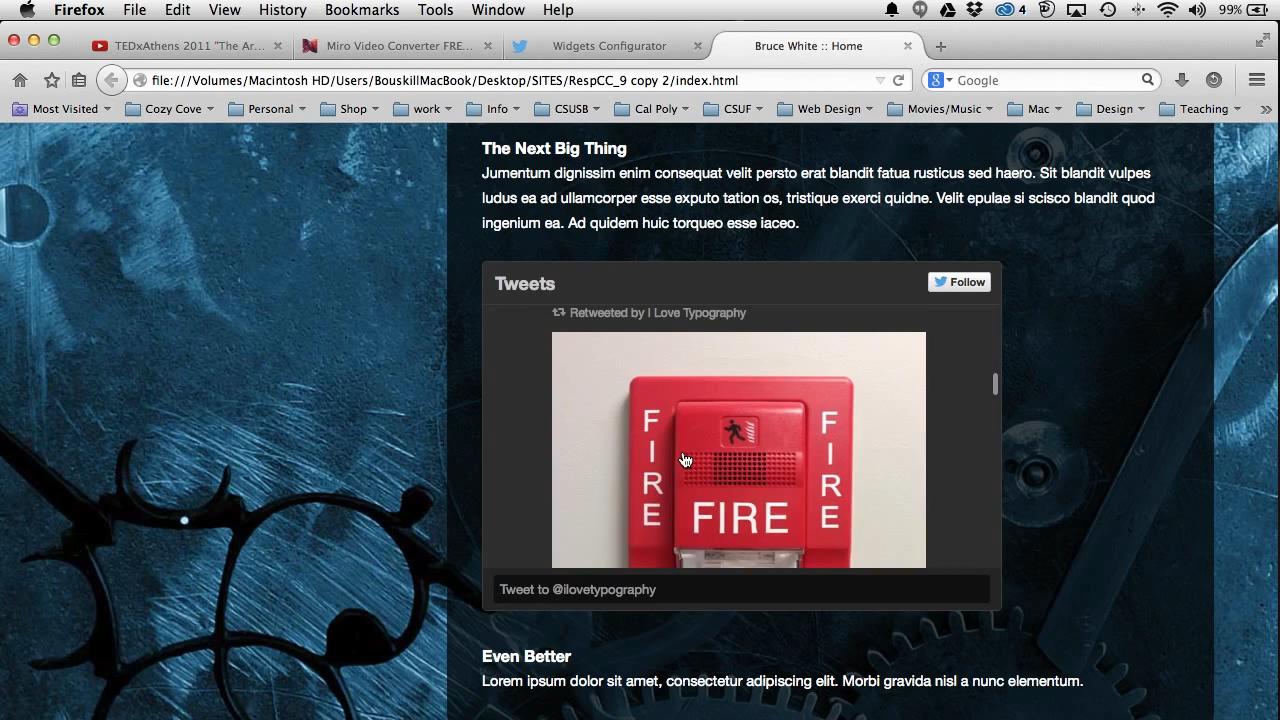 Firefox File Edit View History Bookmarks Tools Window Help 4 99%
TEDxAthens 2011 "The Ar... Miro Video Converter FRE... Widgets Configurator Bruce White :: Home
file:///Volumes/Macintosh HD/Users/BouskillMacBook/Desktop/SITES/RespCC_9 copy 2/index.html Google
Most Visited Cozy Cove Personal Shop work Info CSUSB Cal Poly CSUF Web Design Movies/Music Mac Design Teaching
The Next Big Thing
Jumentum dignissim enim consequat velit persto erat blandit fatua rusticus sed haero. Sit blandit vulpes
ludus ea ad ullamcorper esse exputo tation os, tristique exerci quidne. Velit epulae si scisco blandit quod
ingenium ea. Ad quidem huic torqueo esse iaceo.
Tweets Follow
Retweeted by I Love Typography
FIRE
FIRE
FIRE
Tweet to @ilovetypography
Even Better
Lorem ipsum dolor sit amet, consectetur adipiscing elit. Morbi gravida nisl a nunc elementum.